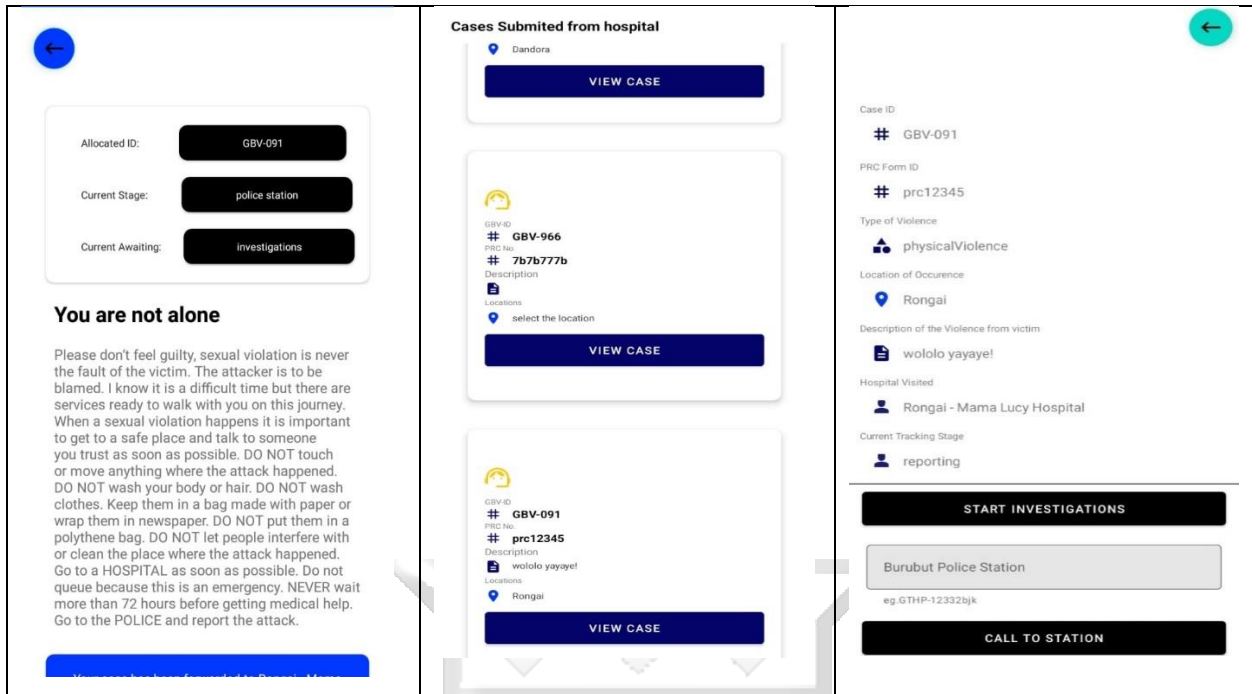 Allocated ID:
GBV-091
Current Stage:
police station
Current Awaiting:
investigations
You are not alone
Please don't feel guilty, sexual violation is never
the fault of the victim. The attacker is to be
blamed. I know it is a difficult time but there are
services ready to walk with you on this journey.
When a sexual violation happens it is important
to get to a safe place and talk to someone
you trust as soon as possible. DO NOT touch
or move anything where the attack happened.
DO NOT wash your body or hair. DO NOT wash
clothes. Keep them in a bag made with paper or
wrap them in newspaper. DO NOT put them in a
polythene bag. DO NOT let people interfere with
or clean the place where the attack happened.
Go to a HOSPITAL as soon as possible. Do not
queue because this is an emergency. NEVER wait
more than 72 hours before getting medical help.
Go to the POLICE and report the attack.
Your case has been forwarded to Rongai - Mama
Cases Submited from hospital
Dandora
VIEW CASE
GBV-ID
# GBV-966
PRC No.
# 7b7b777b
Description
Locations
select the location
VIEW CASE
GBV-ID
# GBV-091
PRC No.
# prc12345
Description
wololo yayaye!
Locations
Rongai
VIEW CASE
Case ID
# GBV-091
PRC Form ID
# prc12345
Type of Violence
physicalViolence
Location of Occurence
Rongai
Description of the Violence from victim
wololo yayaye!
Hospital Visited
Rongai - Mama Lucy Hospital
Current Tracking Stage
reporting
START INVESTIGATIONS
Burubut Police Station
eg.GTHP-12332bjk
CALL TO STATION